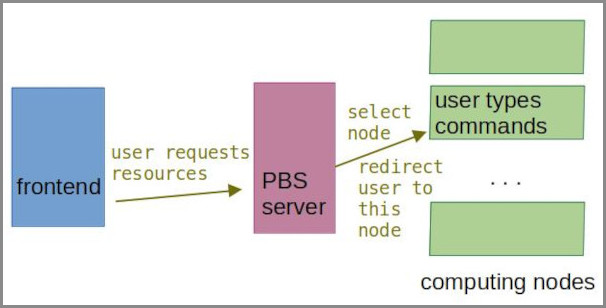 frontend
user requests
resources
PBS
server
select
node
redirect
user to
this
node
user types
commands
. . .
computing nodes